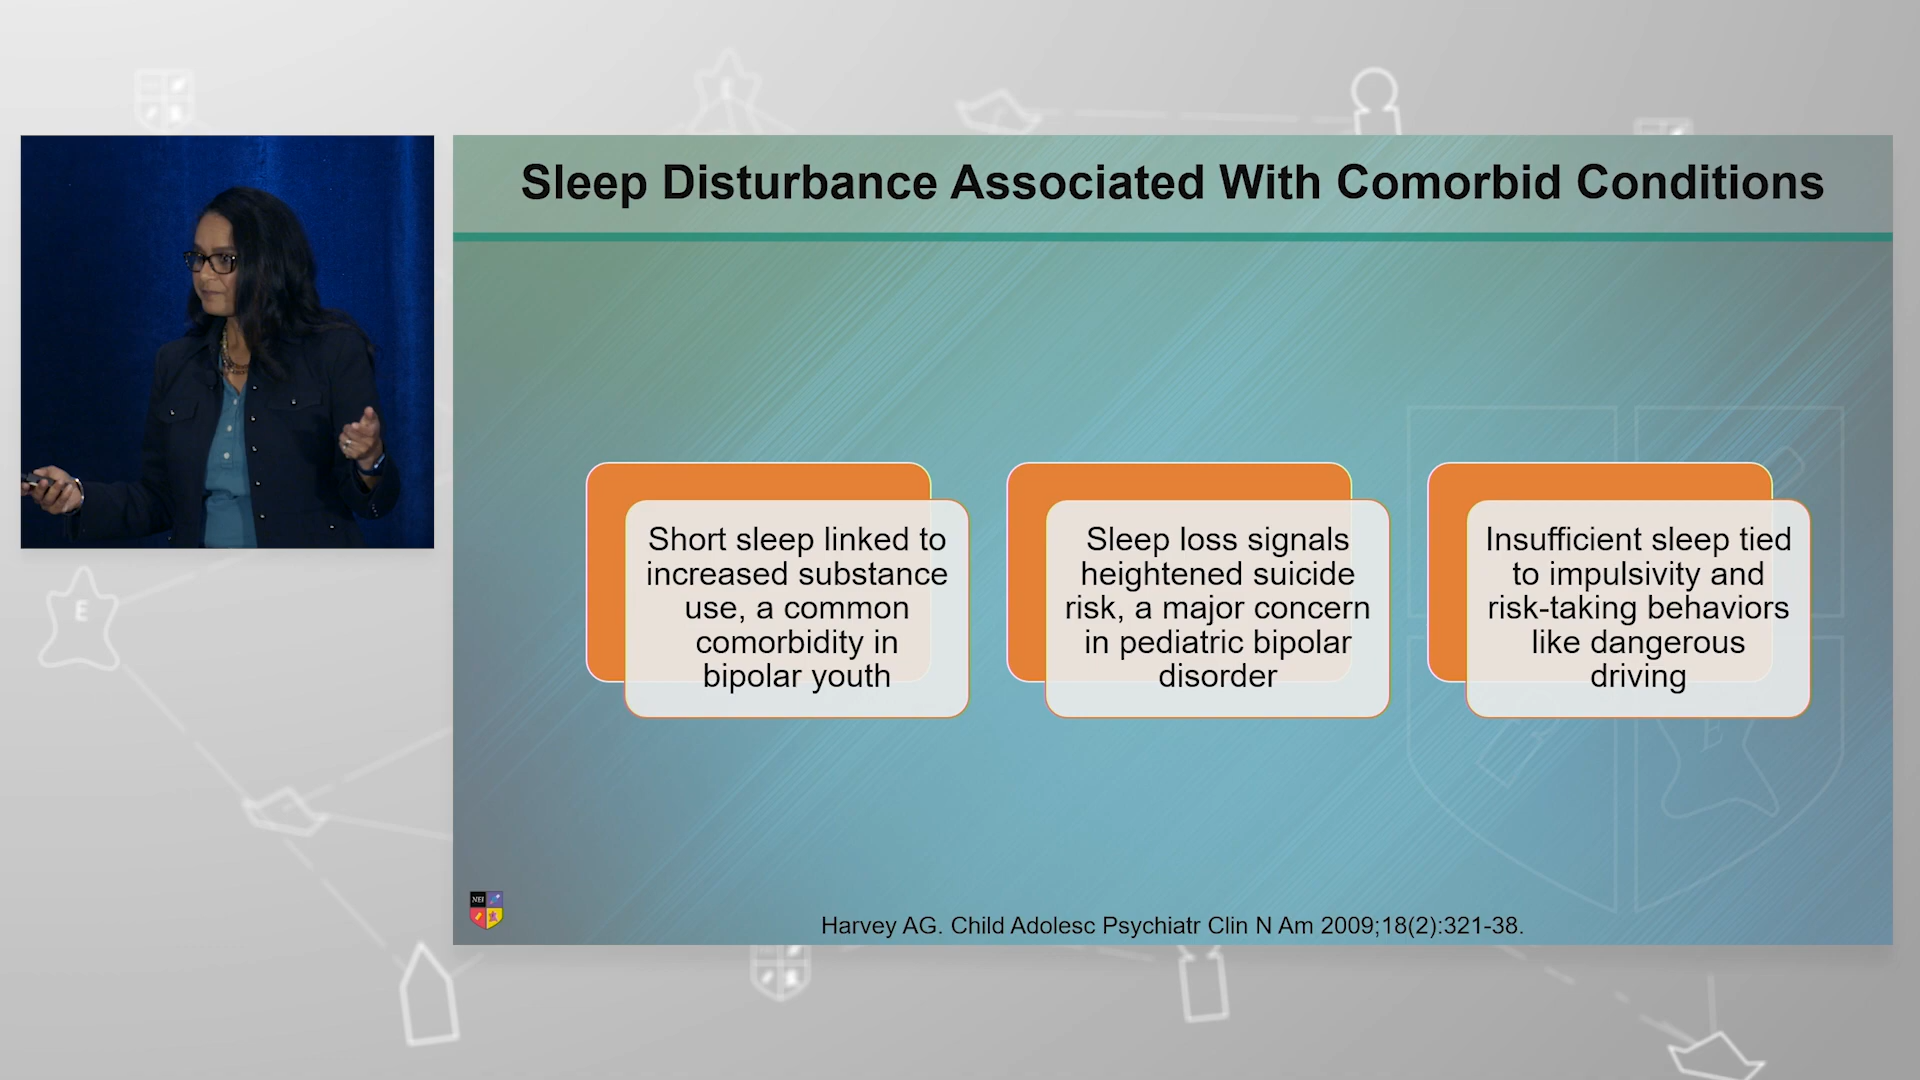 Sleep Disturbance Associated With Comorbid Conditions
Short sleep linked to
increased substance
use, a common
comorbidity in
bipolar youth
Sleep loss signals
heightened suicide
risk, a major concern
in pediatric bipolar
disorder
Insufficient sleep tied
to impulsivity and
risk-taking behaviors
like dangerous
driving
NEI
Harvey AG. Child Adolesc Psychiatr Clin N Am 2009;18(2):321-38.
E
E